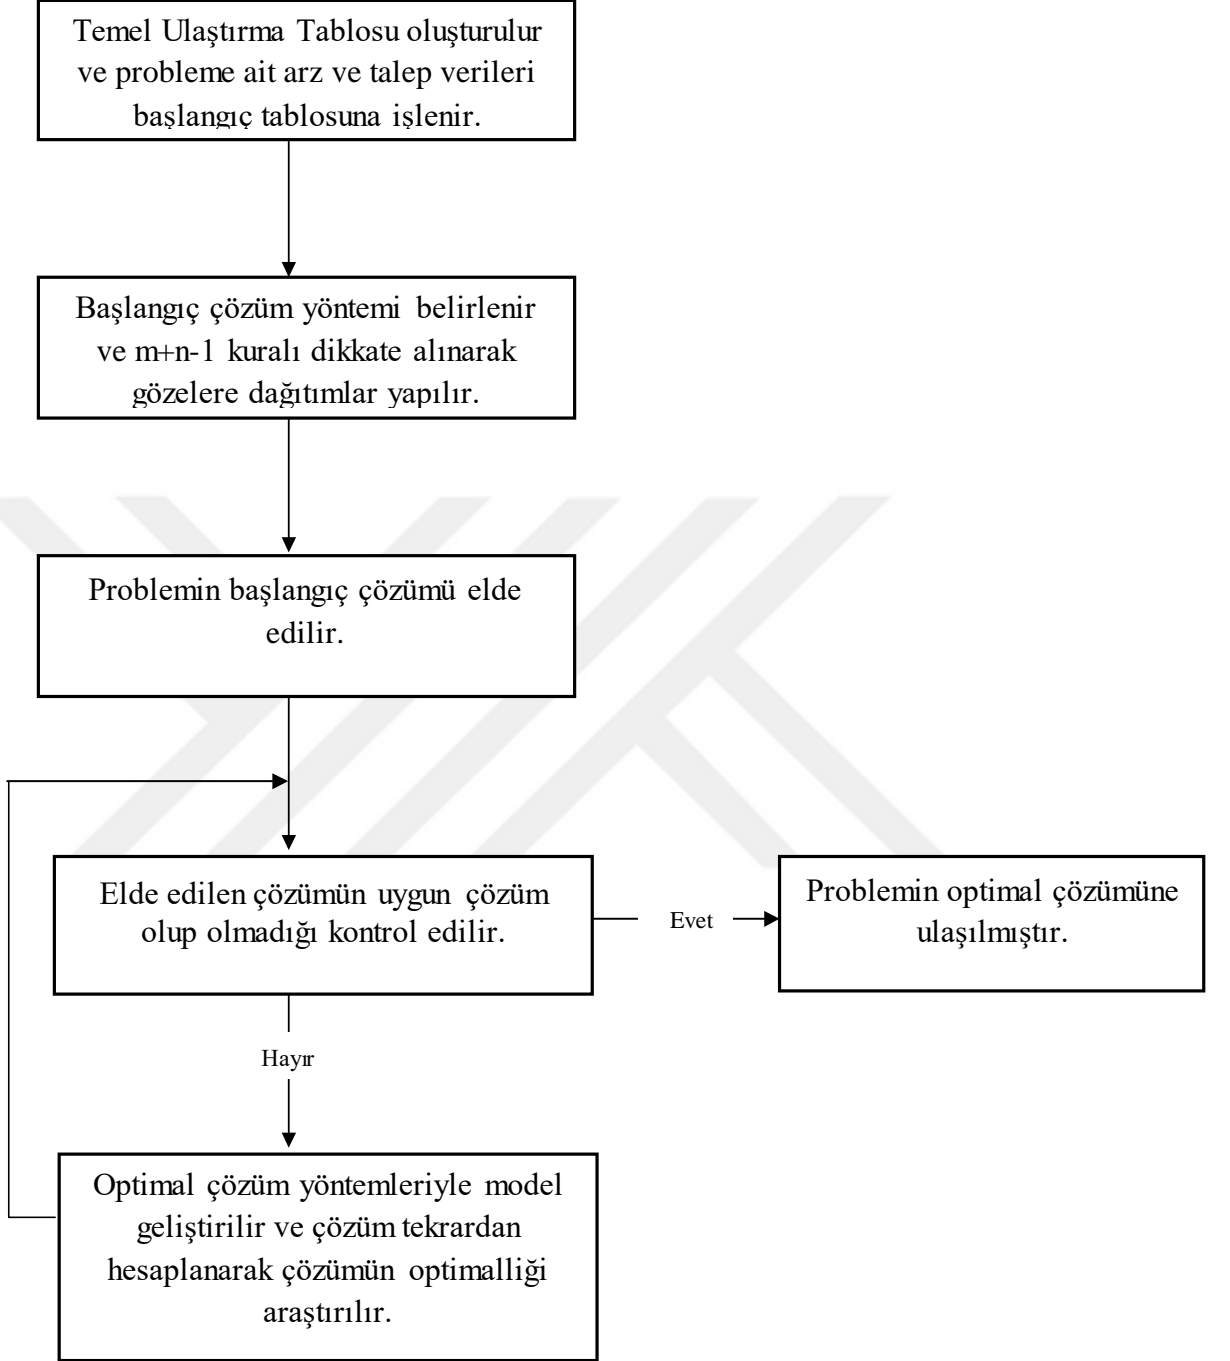 Temel Ulaştırma Tablosu oluşturulur
ve probleme ait arz ve talep verileri
başlangıç tablosuna işlenir.
Başlangıç çözüm yöntemi belirlenir
ve m+n-1 kuralı dikkate alınarak
gözelere dağıtımlar yapılır.
Problemin başlangıç çözümü elde
edilir.
Elde edilen çözümün uygun çözüm
olup olmadığı kontrol edilir.
Evet
Problemin optimal çözümüne
ulaşılmıştır.
Hayır
Optimal çözüm yöntemleriyle model
geliştirilir ve çözüm tekrardan
hesaplanarak çözümün optimalliği
araştırılır.